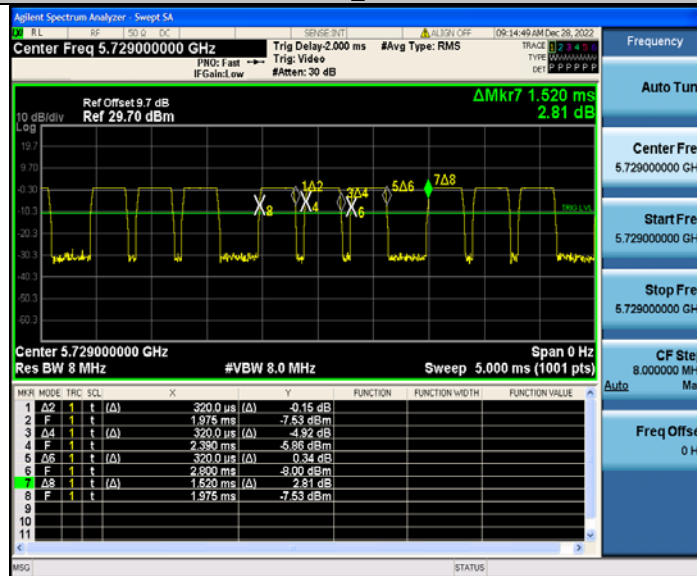 Agilent Spectrum Analyzer - Swept SA
RL RF 50 Ω DC SENSE:INT ALIGN OFF 09:14:49 AM Dec 28, 2022
Center Freq 5.729000000 GHz Trig Delay-2.000 ms #Avg Type: RMS TRACE 1 2 3 4 5 6
PNO: Fast Trig: Video TYPE
IFGain:Low #Atten: 30 dB DET P P P P P P
Frequency
Auto Tun
ΔMkr7 1.520 ms
2.81 dB
Ref Offset 9.7 dB
10 dB/div Ref 29.70 dBm
Log
19.7
9.70
-0.30
-10.3
-20.3
-30.3
-40.3
-50.3
-60.3
1Δ2 3Δ4 5Δ6 7Δ8
8 4 6
TRIG LVL
Center 5.729000000 GHz Span 0 Hz
Res BW 8 MHz #VBW 8.0 MHz Sweep 5.000 ms (1001 pts)
Center Fre
5.729000000 GH
Start Fre
5.729000000 GH
Stop Fre
5.729000000 GH
CF Ste
8.000000 MH
Auto Ma
Freq Offse
0 H
MKR MODE TRC SCL X Y FUNCTION FUNCTION WIDTH FUNCTION VALUE
1 Δ2 1 t (Δ) 320.0 µs (Δ) -0.15 dB
2 F 1 t 1.975 ms -7.53 dBm
3 Δ4 1 t (Δ) 320.0 µs (Δ) -4.92 dB
4 F 1 t 2.390 ms -5.86 dBm
5 Δ6 1 t (Δ) 320.0 µs (Δ) 0.34 dB
6 F 1 t 2.800 ms -8.00 dBm
7 Δ8 1 t (Δ) 1.520 ms (Δ) 2.81 dB
8 F 1 t 1.975 ms -7.53 dBm
9
10
11
MSG STATUS